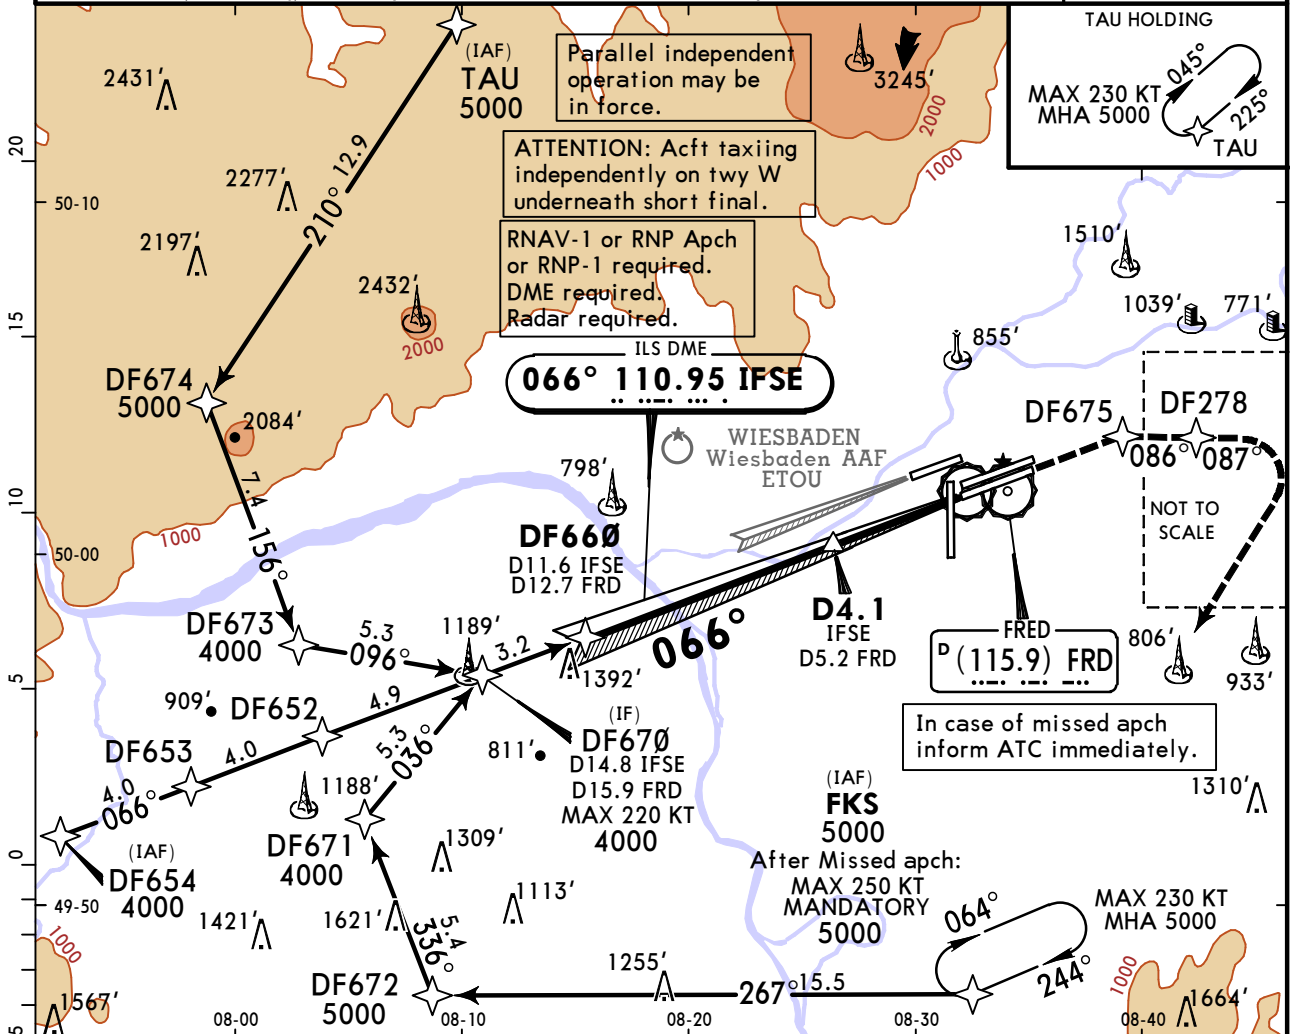 TAU HOLDING
045°
MAX 230 KT
MHA 5000
225°
TAU
(IAF)
TAU
5000
Parallel independent
operation may be
in force.
3245'
2000
1000
2431'
12.9
210°
2277'
2197'
ATTENTION: Acft taxiing
independently on twy W
underneath short final.
RNAV-1 or RNP Apch
or RNP-1 required.
DME required.
Radar required.
2432'
2000
20
50-10
15
1510'
1039'
771'
855'
ILS DME
066° 110.95 IFSE
DF674
5000
2084'
WIESBADEN
Wiesbaden AAF
ETOU
DF675
DF278
086°
087°
NOT TO
SCALE
798'
7.4
156°
10
1000
50-00
DF660
D11.6 IFSE
D12.7 FRD
DF673
4000
5.3
096°
1189'
3.2
1392'
066°
D4.1
IFSE
D5.2 FRD
FRED
D (115.9) FRD
806'
933'
5
909'
DF652
4.9
DF653
4.0
4.0
066°
5.3
036°
811'
(IF)
DF670
D14.8 IFSE
D15.9 FRD
MAX 220 KT
4000
In case of missed apch
inform ATC immediately.
1188'
DF671
4000
1310'
(IAF)
FKS
5000
After Missed apch:
MAX 250 KT
MANDATORY
5000
0
(IAF)
DF654
4000
49-50
1309'
1113'
1421'
1621'
5.4
336°
064°
244°
MAX 230 KT
MHA 5000
1000
1567'
DF672
5000
1255'
267°
15.5
1000
1664'
5
08-00
08-10
08-20
08-30
08-40